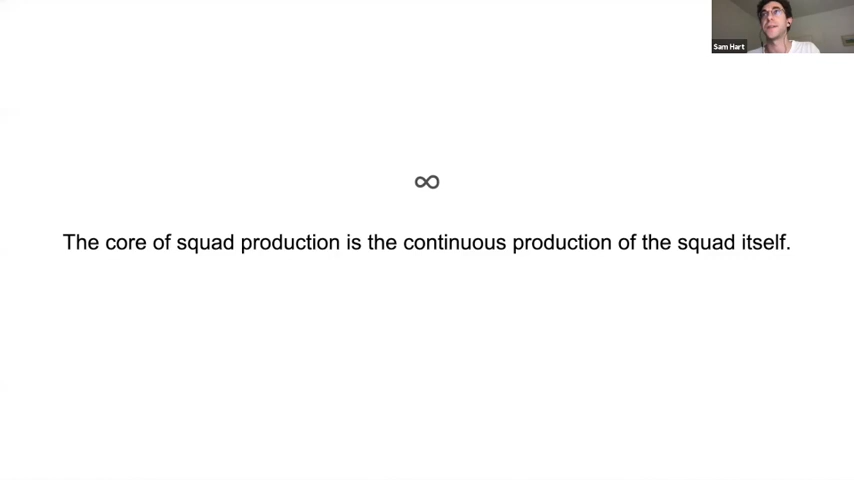 Sam Hart
∞
The core of squad production is the continuous production of the squad itself.